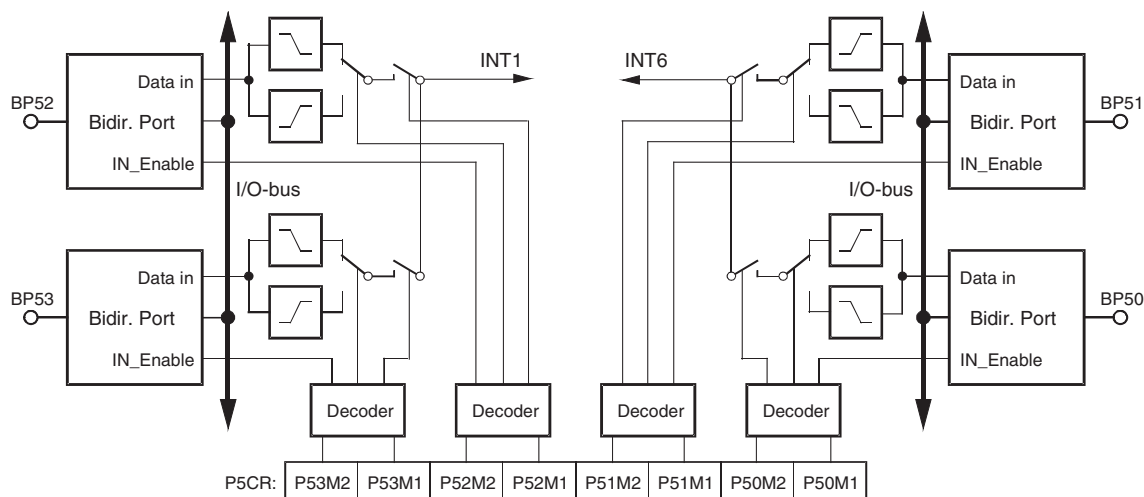 INT1
INT6
Data in
Data in
BP52
Bidir. Port
Bidir. Port
BP51
IN_Enable
IN_Enable
I/O-bus
I/O-bus
Data in
Data in
BP53
Bidir. Port
Bidir. Port
BP50
IN_Enable
IN_Enable
Decoder
Decoder
Decoder
Decoder
P5CR: P53M2 P53M1 P52M2 P52M1 P51M2 P51M1 P50M2 P50M1